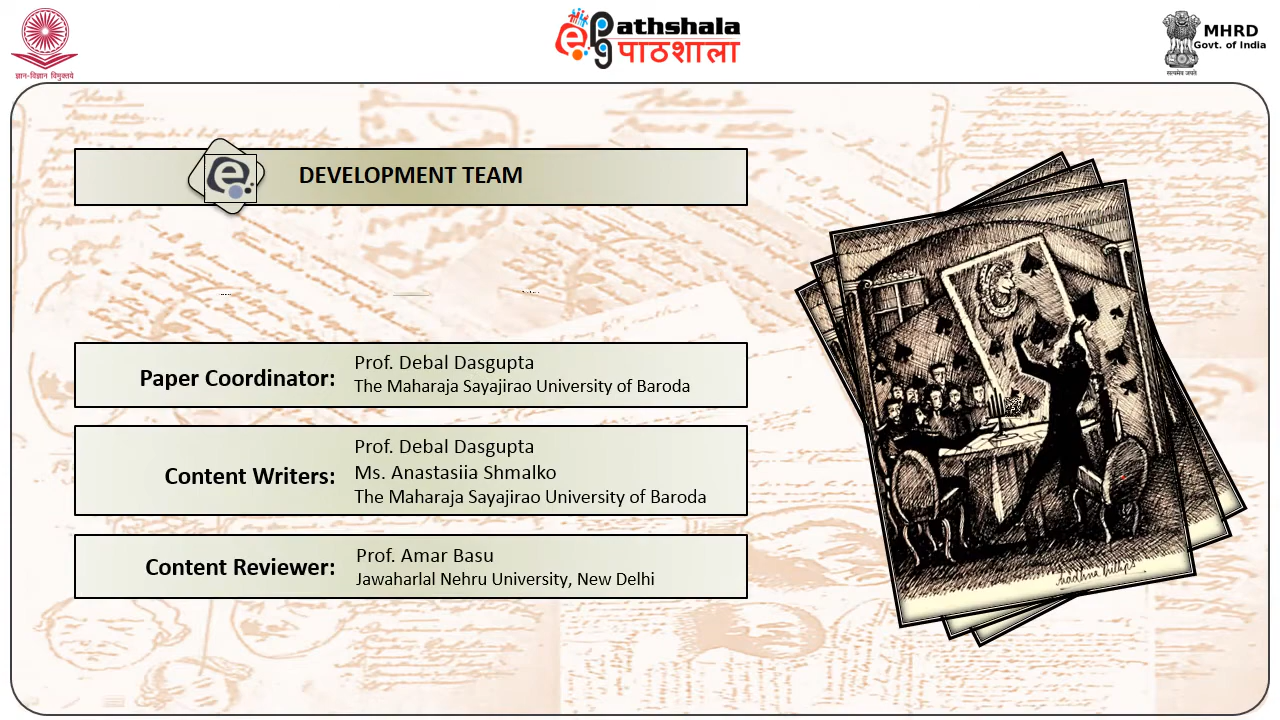 ज्ञान-विज्ञान विमुक्तये
ePathshala
पाठशाला
MHRD
Govt. of India
सत्यमेव जयते
DEVELOPMENT TEAM
Paper Coordinator:
Prof. Debal Dasgupta
The Maharaja Sayajirao University of Baroda
Content Writers:
Prof. Debal Dasgupta
Ms. Anastasiia Shmalko
The Maharaja Sayajirao University of Baroda
Content Reviewer:
Prof. Amar Basu
Jawaharlal Nehru University, New Delhi